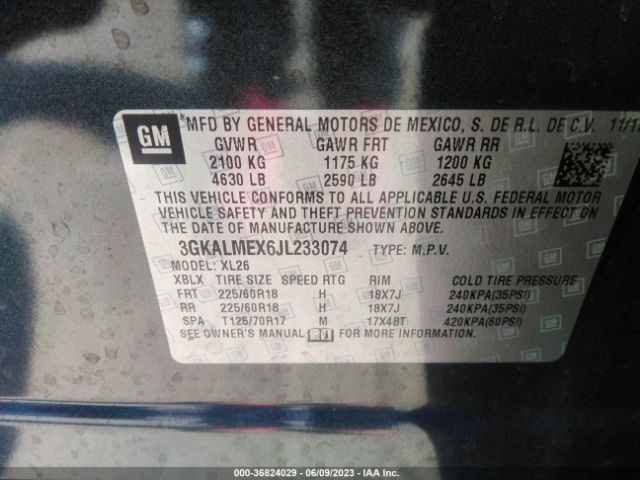 GM
MFD BY GENERAL MOTORS DE MEXICO, S. DE R.L. DE C.V. 11/1
GVWR GAWR FRT GAWR RR
2100 KG 1175 KG 1200 KG
4630 LB 2590 LB 2645 LB
THIS VEHICLE CONFORMS TO ALL APPLICABLE U.S. FEDERAL MOTOR
VEHICLE SAFETY AND THEFT PREVENTION STANDARDS IN EFFECT ON
THE DATE OF MANUFACTURE SHOWN ABOVE.
3GKALMEX6JL233074 TYPE: M.P.V.
MODEL: XL26
XBLX TIRE SIZE SPEED RTG RIM COLD TIRE PRESSURE
FRT 225/60R18 H 18X7J 240KPA(35PSI)
RR 225/60R18 H 18X7J 240KPA(35PSI)
SPA T125/70R17 M 17X4BT 420KPA(60PSI)
SEE OWNER'S MANUAL FOR MORE INFORMATION
000-36824029 - 06/09/2023 - IAA Inc.